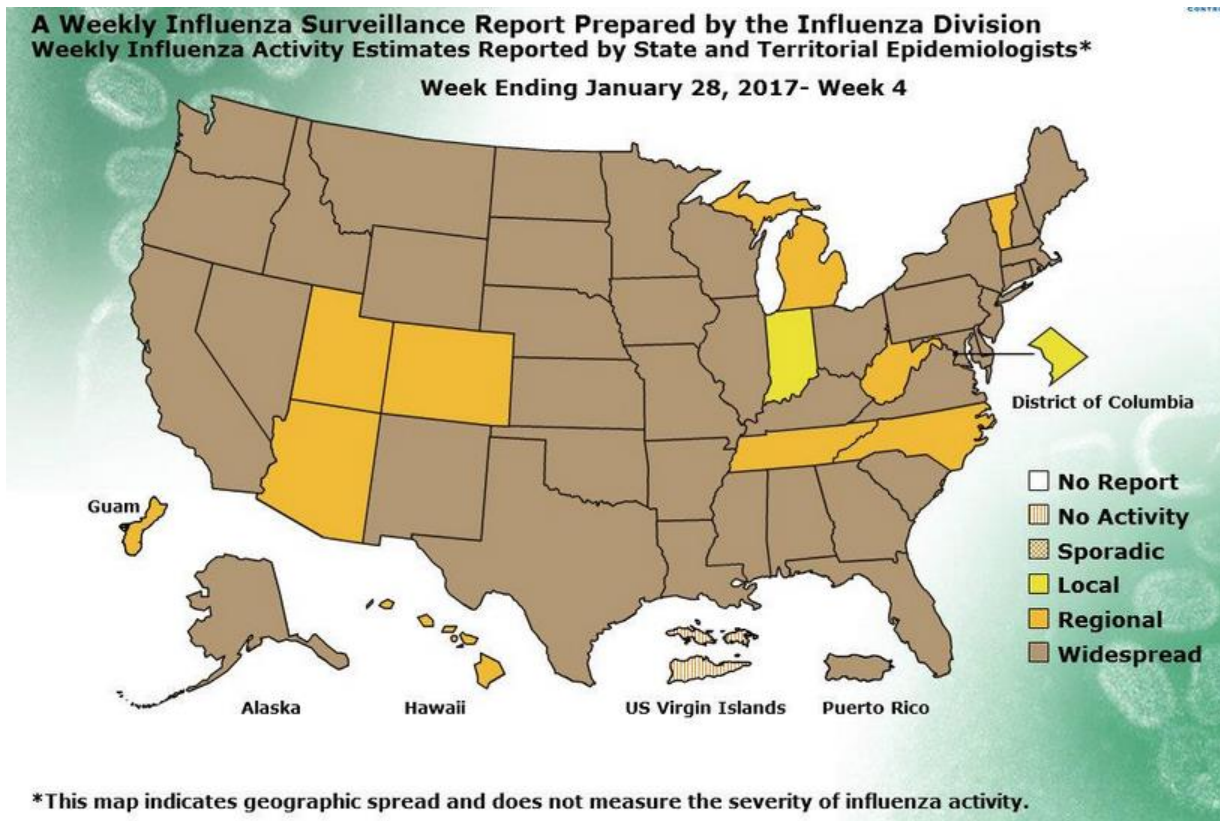 A Weekly Influenza Surveillance Report Prepared by the Influenza Division
Weekly Influenza Activity Estimates Reported by State and Territorial Epidemiologists*
Week Ending January 28, 2017- Week 4
District of Columbia
No Report
No Activity
Sporadic
Local
Regional
Widespread
Guam
Alaska
Hawaii
US Virgin Islands
Puerto Rico
*This map indicates geographic spread and does not measure the severity of influenza activity.